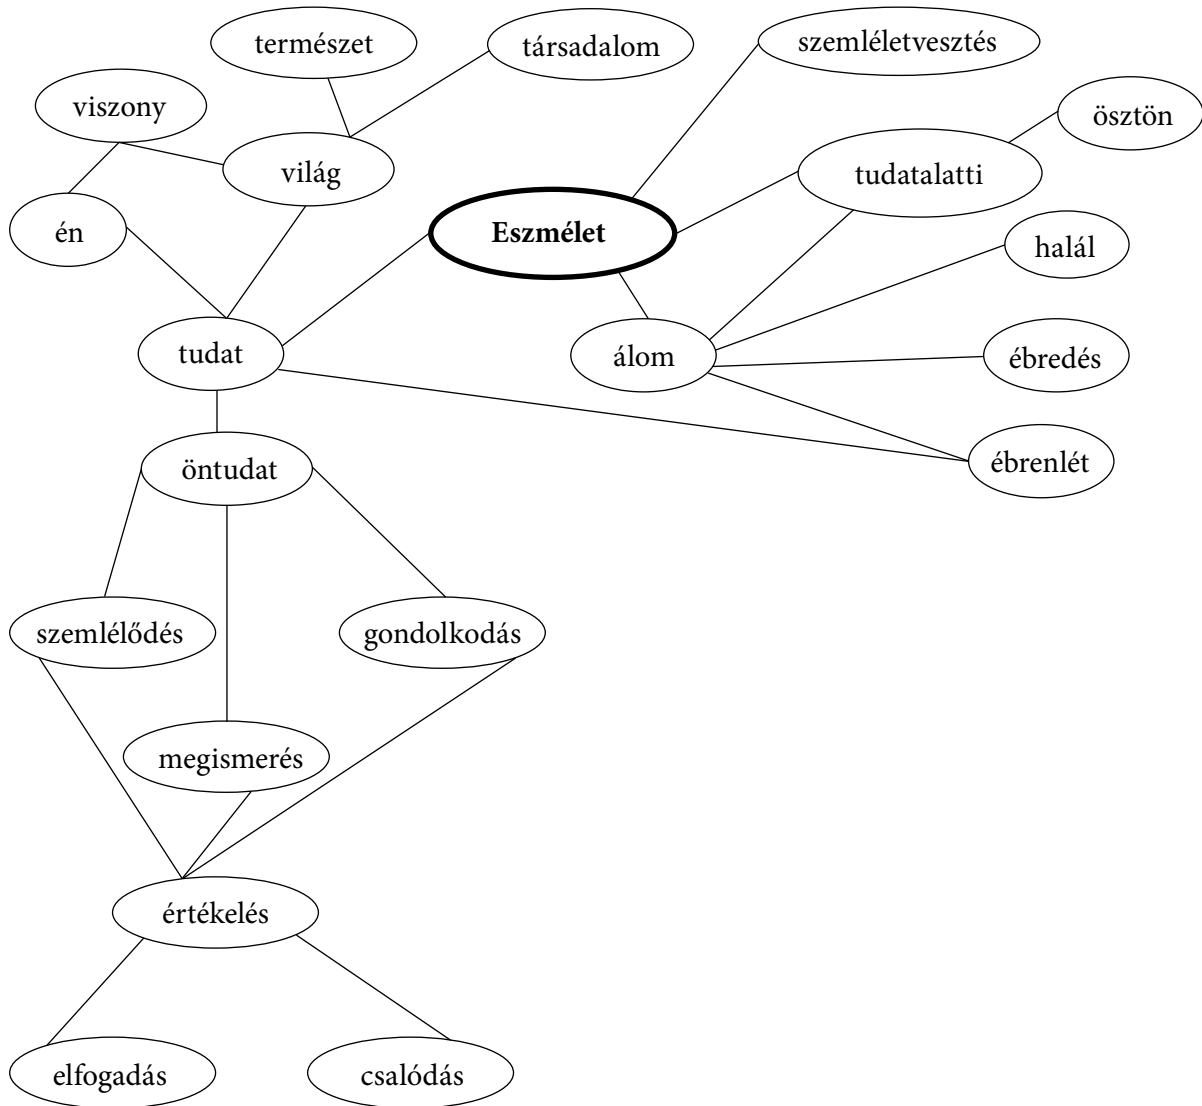 természet
társadalom
szemléletvesztés
viszony
ösztön
világ
tudatalatti
én
Eszmélet
halál
tudat
álom
ébredés
öntudat
ébrenlét
szemlélődés
gondolkodás
megismerés
értékelés
elfogadás
csalódás